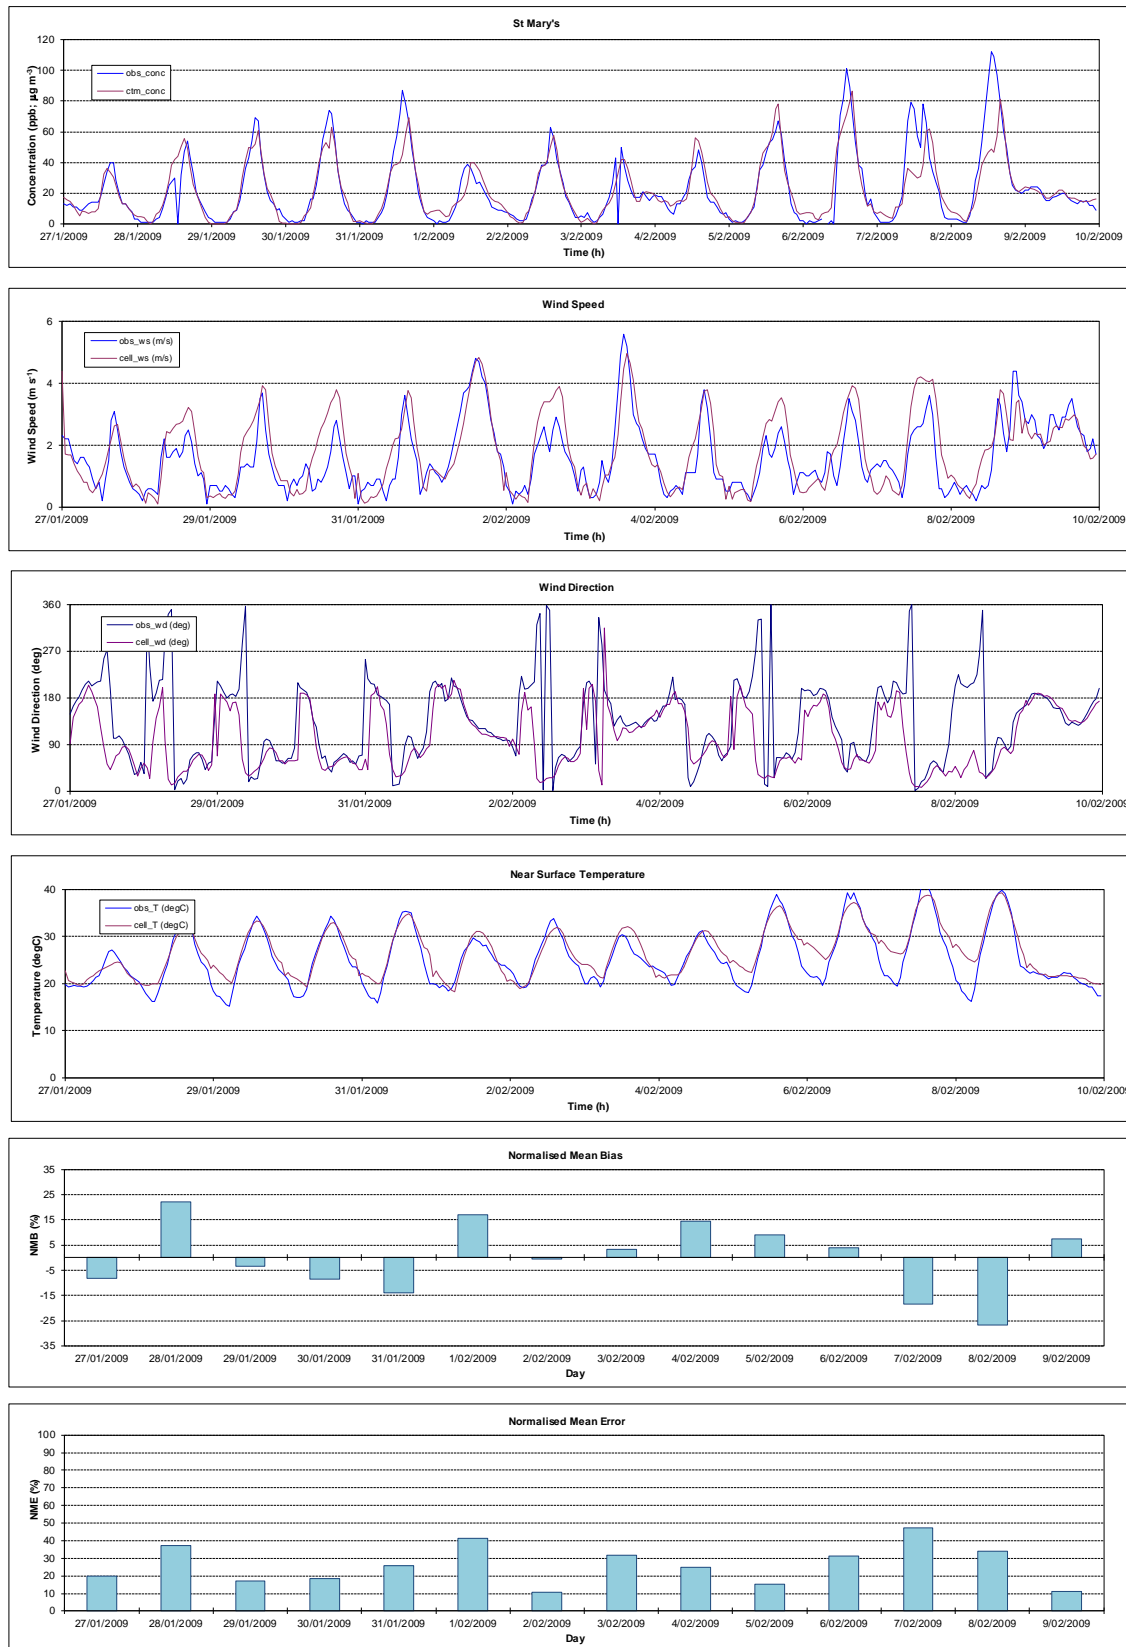 St Mary's
Concentration (ppb; µg m-3)
120
100
80
60
40
20
0
obs_conc
ctm_conc
27/1/2009 28/1/2009 29/1/2009 30/1/2009 31/1/2009 1/2/2009 2/2/2009 3/2/2009 4/2/2009 5/2/2009 6/2/2009 7/2/2009 8/2/2009 9/2/2009 10/2/2009
Time (h)
Wind Speed
Wind Speed (m s-1)
6
4
2
0
obs_ws (m/s)
cell_ws (m/s)
27/01/2009 29/01/2009 31/01/2009 2/02/2009 4/02/2009 6/02/2009 8/02/2009 10/02/2009
Time (h)
Wind Direction
Wind Direction (deg)
360
270
180
90
0
obs_wd (deg)
cell_wd (deg)
27/01/2009 29/01/2009 31/01/2009 2/02/2009 4/02/2009 6/02/2009 8/02/2009 10/02/2009
Time (h)
Near Surface Temperature
Temperature (degC)
40
30
20
10
0
obs_T (degC)
cell_T (degC)
27/01/2009 29/01/2009 31/01/2009 2/02/2009 4/02/2009 6/02/2009 8/02/2009 10/02/2009
Time (h)
Normalised Mean Bias
NMB (%)
35
25
15
5
-5
-15
-25
-35
27/01/2009 28/01/2009 29/01/2009 30/01/2009 31/01/2009 1/02/2009 2/02/2009 3/02/2009 4/02/2009 5/02/2009 6/02/2009 7/02/2009 8/02/2009 9/02/2009
Day
Normalised Mean Error
NME (%)
100
90
80
70
60
50
40
30
20
10
0
27/01/2009 28/01/2009 29/01/2009 30/01/2009 31/01/2009 1/02/2009 2/02/2009 3/02/2009 4/02/2009 5/02/2009 6/02/2009 7/02/2009 8/02/2009 9/02/2009
Day